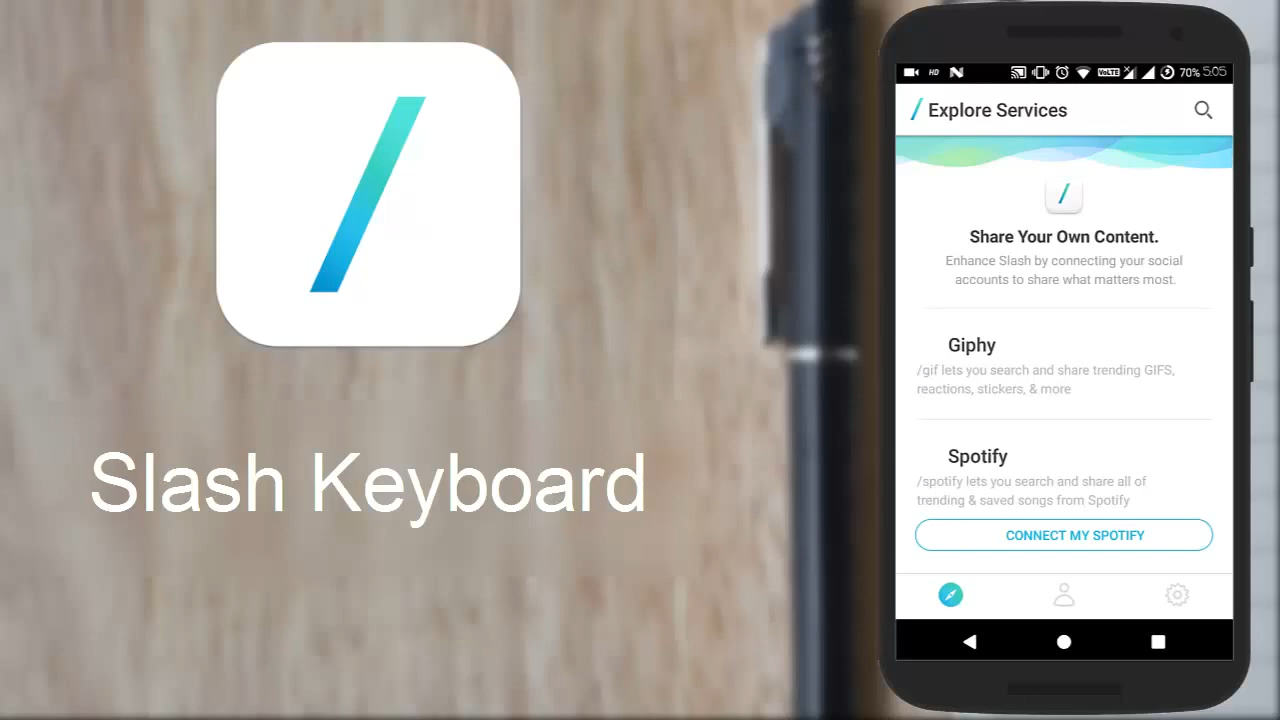 Slash Keyboard
HD VoLTE 70% 5:05
Explore Services
Share Your Own Content.
Enhance Slash by connecting your social
accounts to share what matters most.
Giphy
/gif lets you search and share trending GIFS,
reactions, stickers, & more
Spotify
/spotify lets you search and share all of
trending & saved songs from Spotify
CONNECT MY SPOTIFY